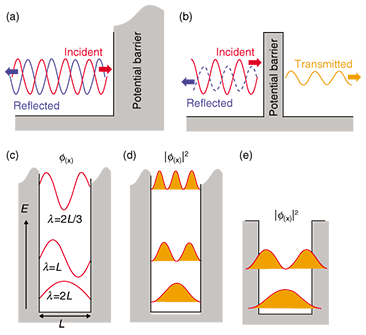 (a)
Incident
Reflected
Potential barrier
(b)
Incident
Transmitted
Reflected
Potential barrier
(c)
ϕ(x)
E
λ=2L/3
λ=L
λ=2L
L
(d)
|ϕ(x)|²
(e)
|ϕ(x)|²